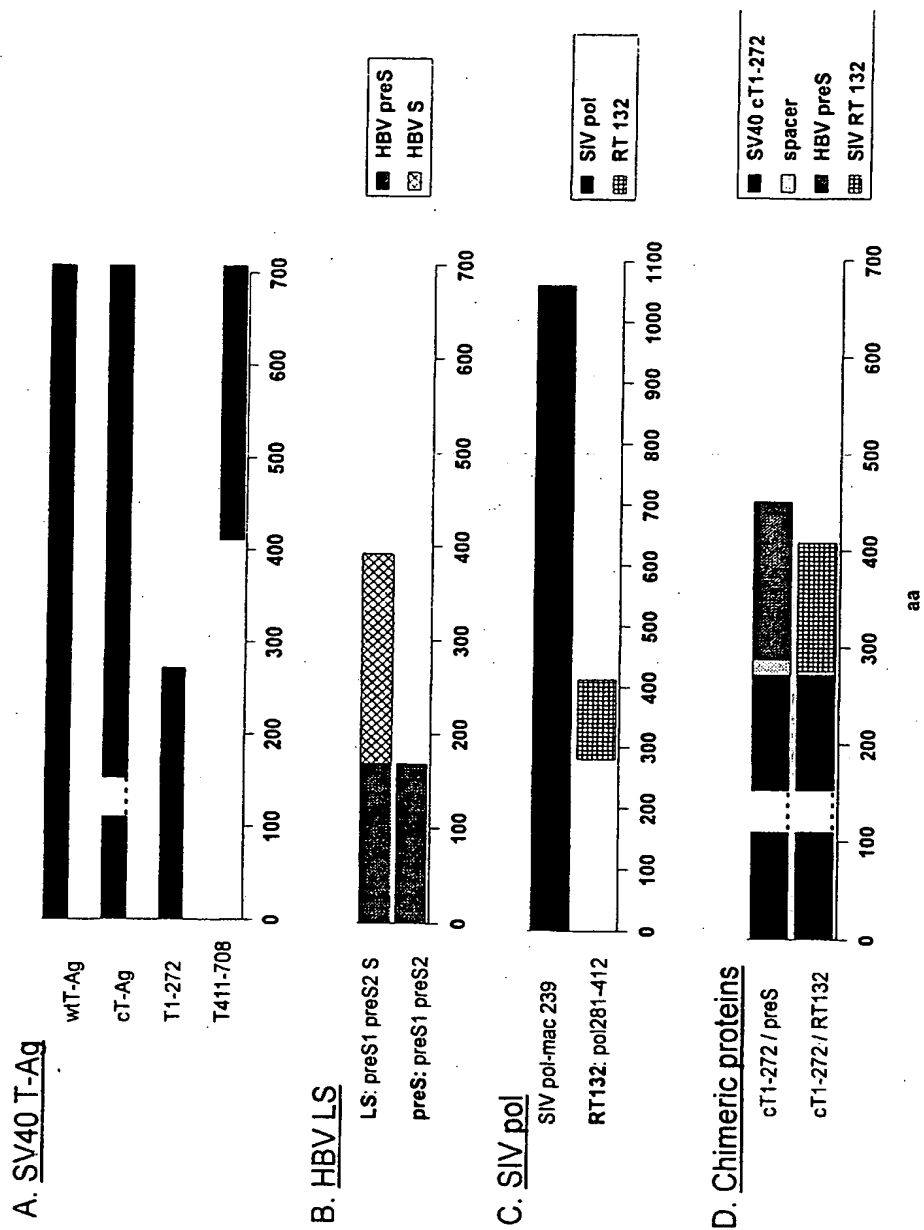 A. SV40 T-Ag
wtT-Ag
cT-Ag
T1-272
T411-708
0 100 200 300 400 500 600 700
B. HBV LS
LS: preS1 preS2 S
preS: preS1 preS2
0 100 200 300 400 500 600 700
HBV preS
HBV S
C. SIV pol
SIV pol-mac 239
RT132: pol281-412
0 100 200 300 400 500 600 700 800 900 1000 1100
SIV pol
RT 132
D. Chimeric proteins
cT1-272 / preS
cT1-272 / RT132
0 100 200 300 400 500 600 700
aa
SV40 cT1-272
spacer
HBV preS
SIV RT 132